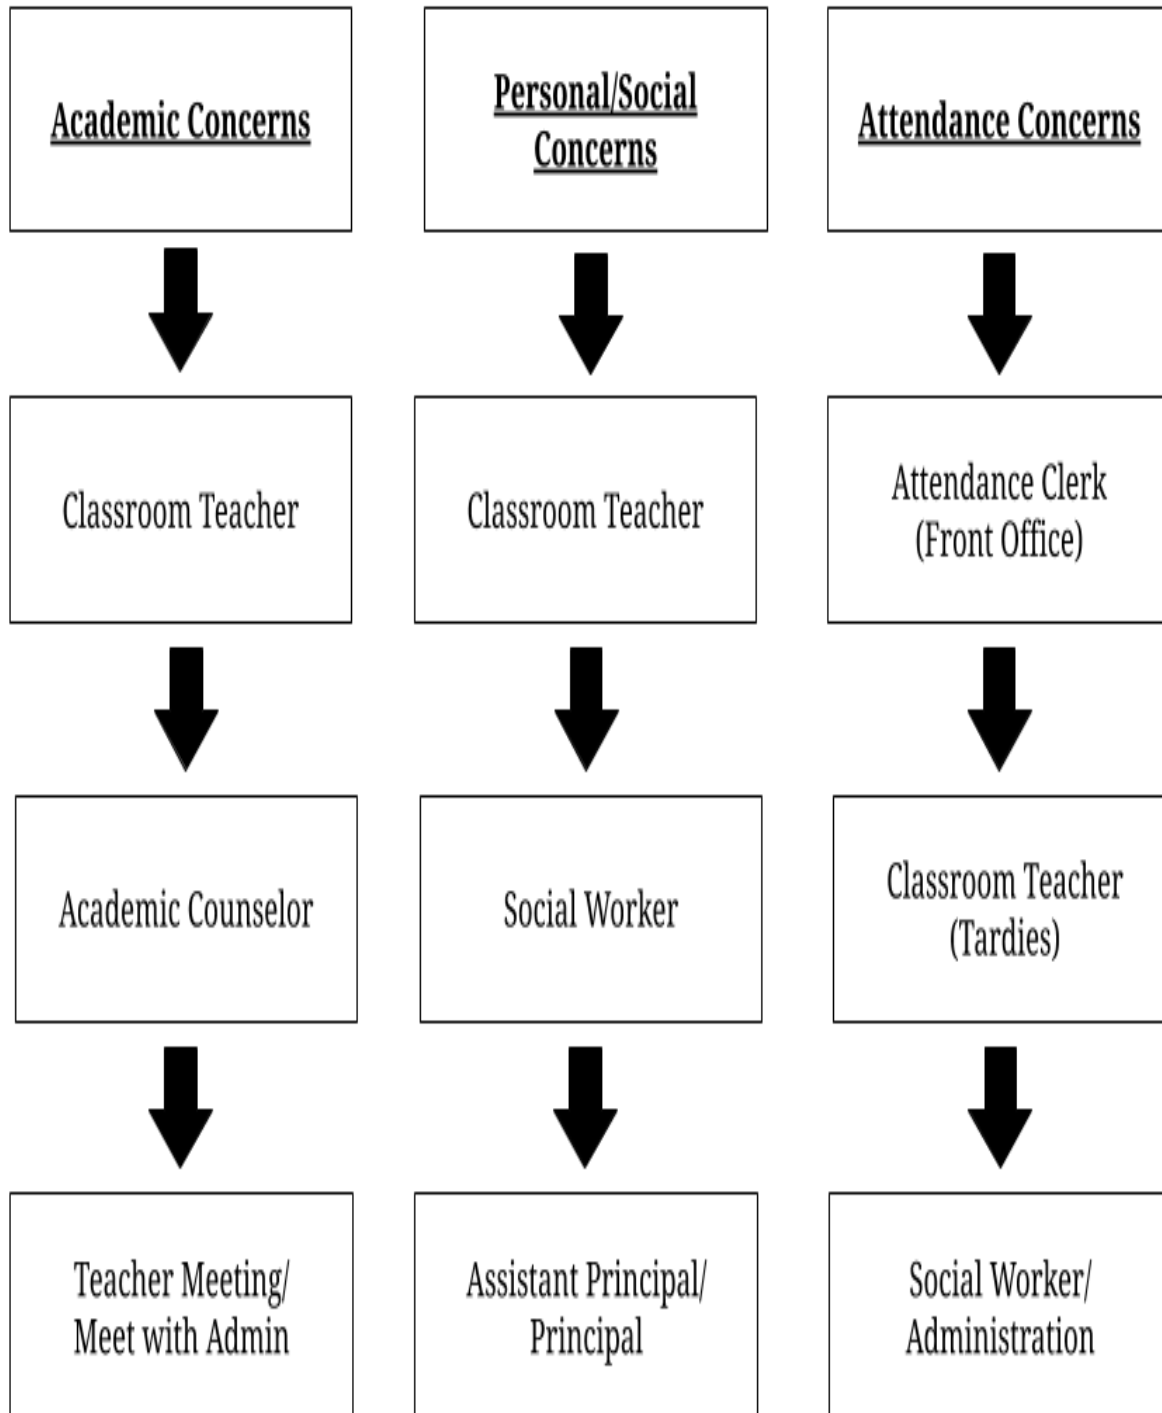 Academic Concerns
Personal/Social
Concerns
Attendance Concerns
Classroom Teacher
Classroom Teacher
Attendance Clerk
(Front Office)
Academic Counselor
Social Worker
Classroom Teacher
(Tardies)
Teacher Meeting/
Meet with Admin
Assistant Principal/
Principal
Social Worker/
Administration